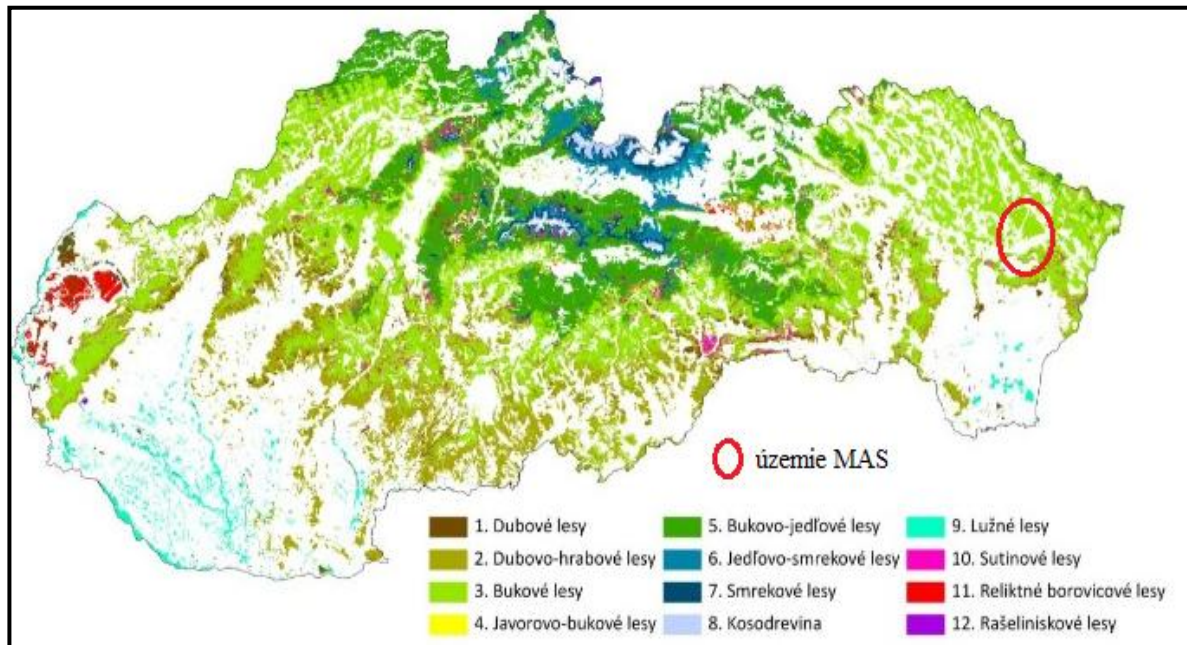 územie MAS
1. Dubové lesy
2. Dubovo-hrabové lesy
3. Bukové lesy
4. Javorovo-bukové lesy
5. Bukovo-jedľové lesy
6. Jedľovo-smrekové lesy
7. Smrekové lesy
8. Kosodrevina
9. Lužné lesy
10. Sutinové lesy
11. Reliktné borovicové lesy
12. Rašeliniskové lesy